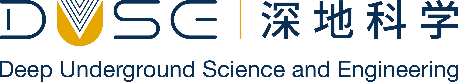 DUSE 深地科学
Deep Underground Science and Engineering